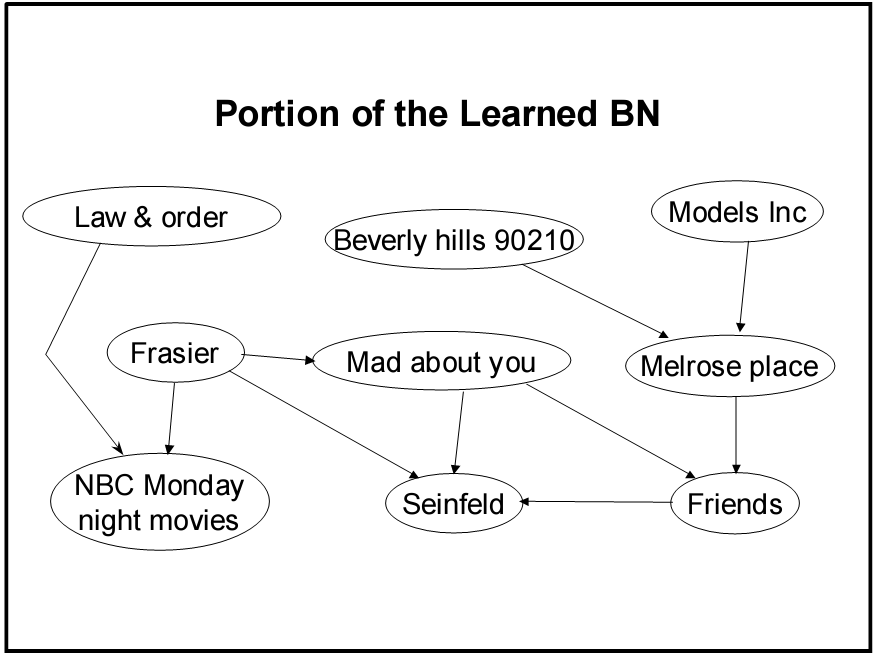 Portion of the Learned BN
Law & order
Beverly hills 90210
Models Inc
Frasier
Mad about you
Melrose place
NBC Monday
night movies
Seinfeld
Friends